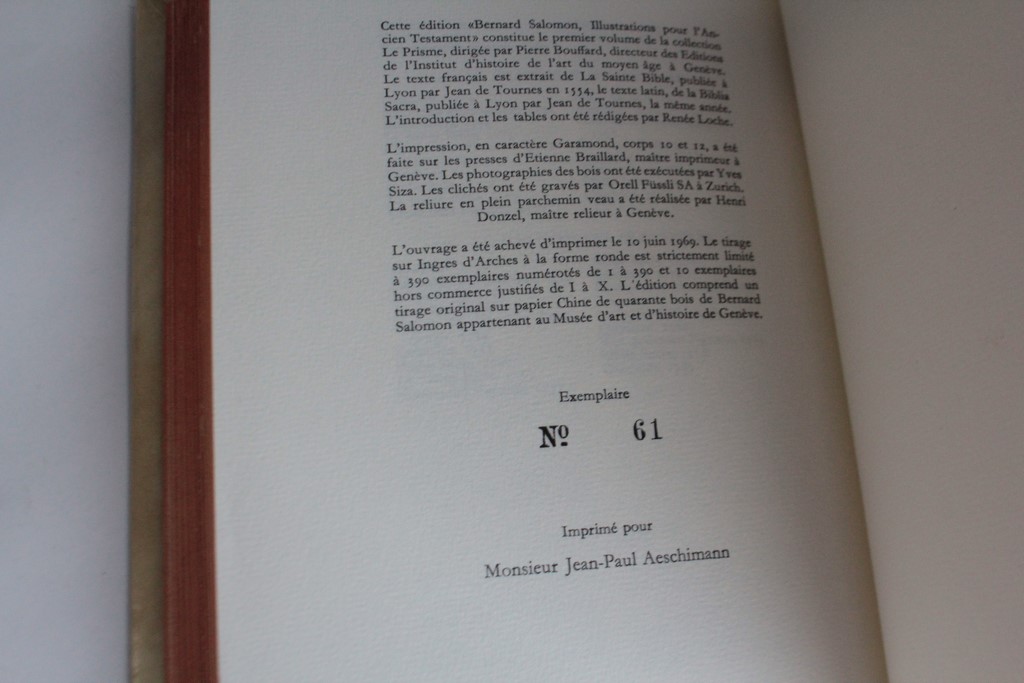 Cette édition «Bernard Salomon, Illustrations pour l'An-
cien Testament» constitue le premier volume de la collection
Le Prisme, dirigée par Pierre Bouffard, directeur des Editions
de l'Institut d'histoire de l'art du moyen âge à Genève.
Le texte français est extrait de La Sainte Bible, publiée à
Lyon par Jean de Tournes en 1554, le texte latin, de la Biblia
Sacra, publiée à Lyon par Jean de Tournes, la même année.
L'introduction et les tables ont été rédigées par Renée Loche.
L'impression, en caractère Garamond, corps 10 et 12, a été
faite sur les presses d'Etienne Braillard, maître imprimeur à
Genève. Les photographies des bois ont été exécutées par Yves
Siza. Les clichés ont été gravés par Orell Füssli SA à Zurich.
La reliure en plein parchemin veau a été réalisée par Henri
Donzel, maître relieur à Genève.
L'ouvrage a été achevé d'imprimer le 10 juin 1969. Le tirage
sur Ingres d'Arches à la forme ronde est strictement limité
à 390 exemplaires numérotés de 1 à 390 et 10 exemplaires
hors commerce justifiés de I à X. L'édition comprend un
tirage original sur papier Chine de quarante bois de Bernard
Salomon appartenant au Musée d'art et d'histoire de Genève.
Exemplaire
Nº 61
Imprimé pour
Monsieur Jean-Paul Aeschimann